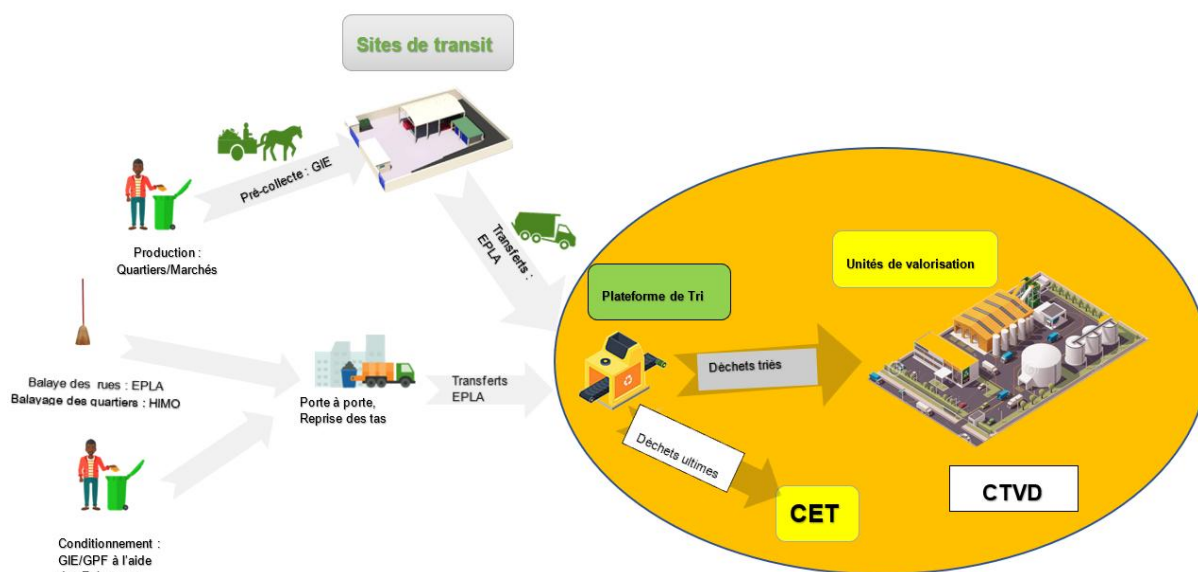 Sites de transit
Pré-collecte : GIE
Production :
Quartiers/Marchés
Transferts :
EPLA
Plateforme de Tri
Unités de valorisation
Balaye des rues : EPLA
Balayage des quartiers : HIMO
Porte à porte,
Reprise des tas
Transferts
EPLA
Déchets triès
Déchets ultimes
CET
CTVD
Conditionnement :
GIE/GPF à l’aide